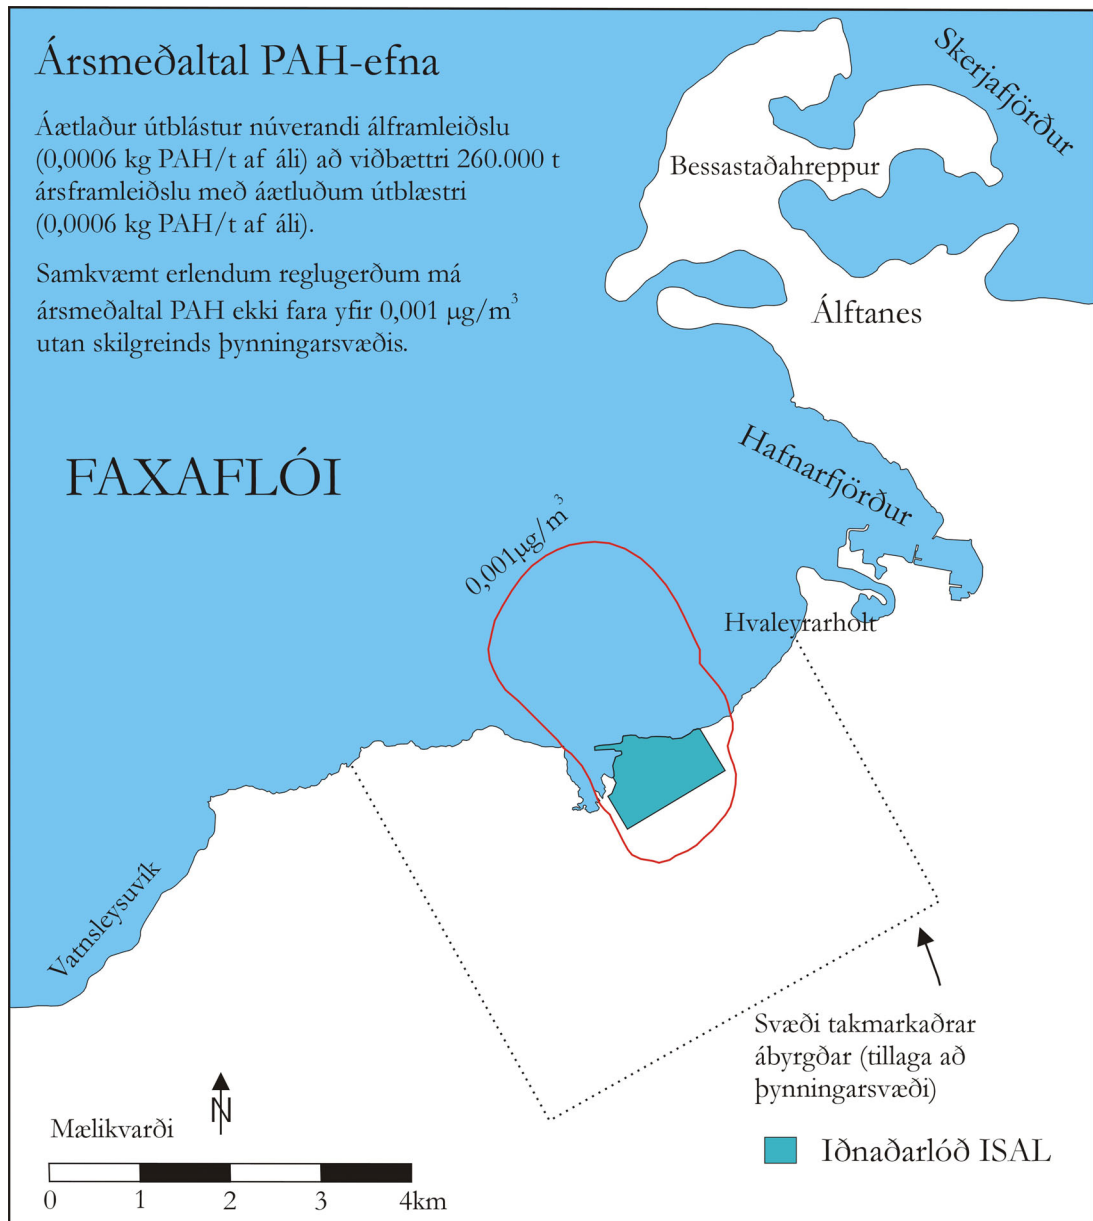 Ársmeðaltal PAH-efna
Áætlaður útblástur núverandi álframleiðslu
(0,0006 kg PAH/t af áli) að viðbættri 260.000 t
ársframleiðslu með áætluðum útblæstri
(0,0006 kg PAH/t af áli).
Samkvæmt erlendum reglugerðum má
ársmeðaltal PAH ekki fara yfir 0,001 µg/m³
utan skilgreinds þynningarsvæðis.
Skerjafjörður
Bessastaðahreppur
Álftanes
Hafnarfjörður
FAXAFLÓI
0,001µg/m³
Hvaleyrarholt
Vatnsleysuvík
Svæði takmarkaðrar
ábyrgðar (tillaga að
þynningarsvæði)
N
Mælikvarði
0 1 2 3 4km
Iðnaðarlóð ISAL